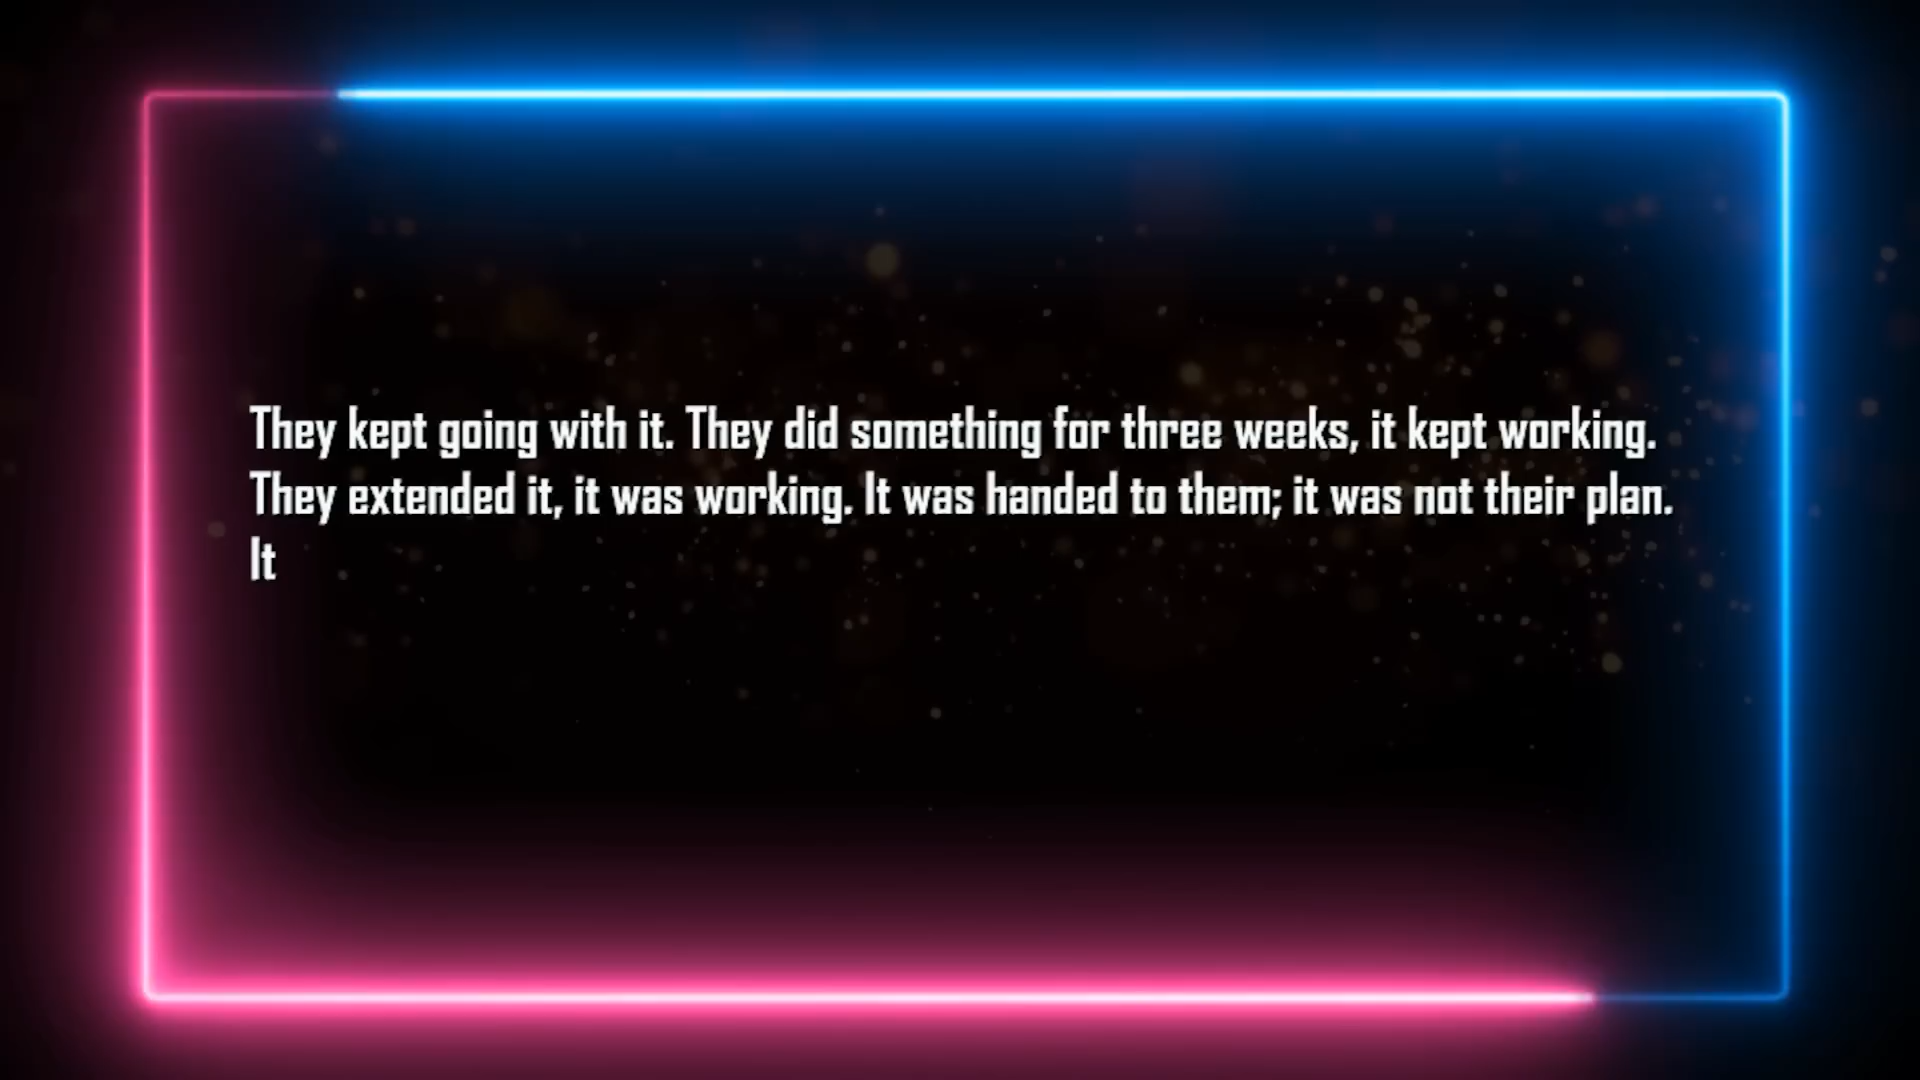 They kept going with it. They did something for three weeks, it kept working.
They extended it, it was working. It was handed to them; it was not their plan.
It